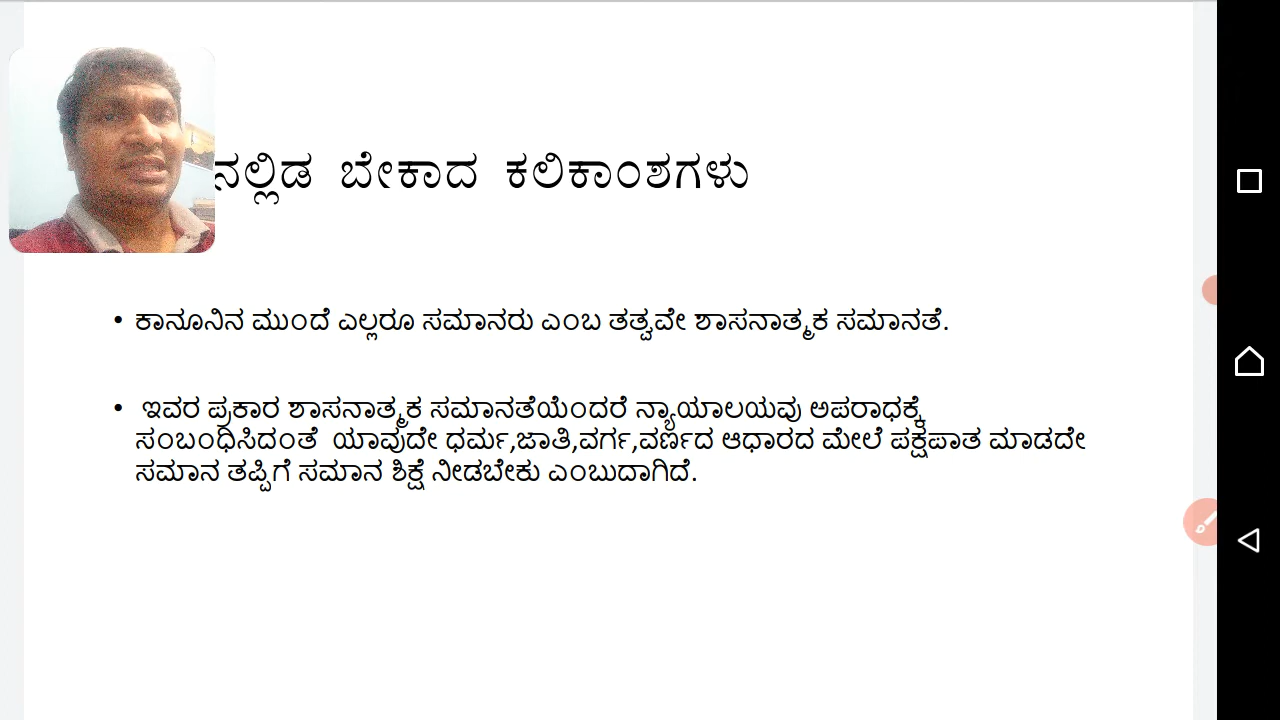 ನಲ್ಲಿಡ ಬೇಕಾದ ಕಲಿಕಾಂಶಗಳು
• ಕಾನೂನಿನ ಮುಂದೆ ಎಲ್ಲರೂ ಸಮಾನರು ಎಂಬ ತತ್ವವೇ ಶಾಸನಾತ್ಮಕ ಸಮಾನತೆ.
• ಇವರ ಪ್ರಕಾರ ಶಾಸನಾತ್ಮಕ ಸಮಾನತೆಯೆಂದರೆ ನ್ಯಾಯಾಲಯವು ಅಪರಾಧಕ್ಕೆ
ಸಂಬಂಧಿಸಿದಂತೆ ಯಾವುದೇ ಧರ್ಮ,ಜಾತಿ,ವರ್ಗ,ವರ್ಣದ ಆಧಾರದ ಮೇಲೆ ಪಕ್ಷಪಾತ ಮಾಡದೇ
ಸಮಾನ ತಪ್ಪಿಗೆ ಸಮಾನ ಶಿಕ್ಷೆ ನೀಡಬೇಕು ಎಂಬುದಾಗಿದೆ.